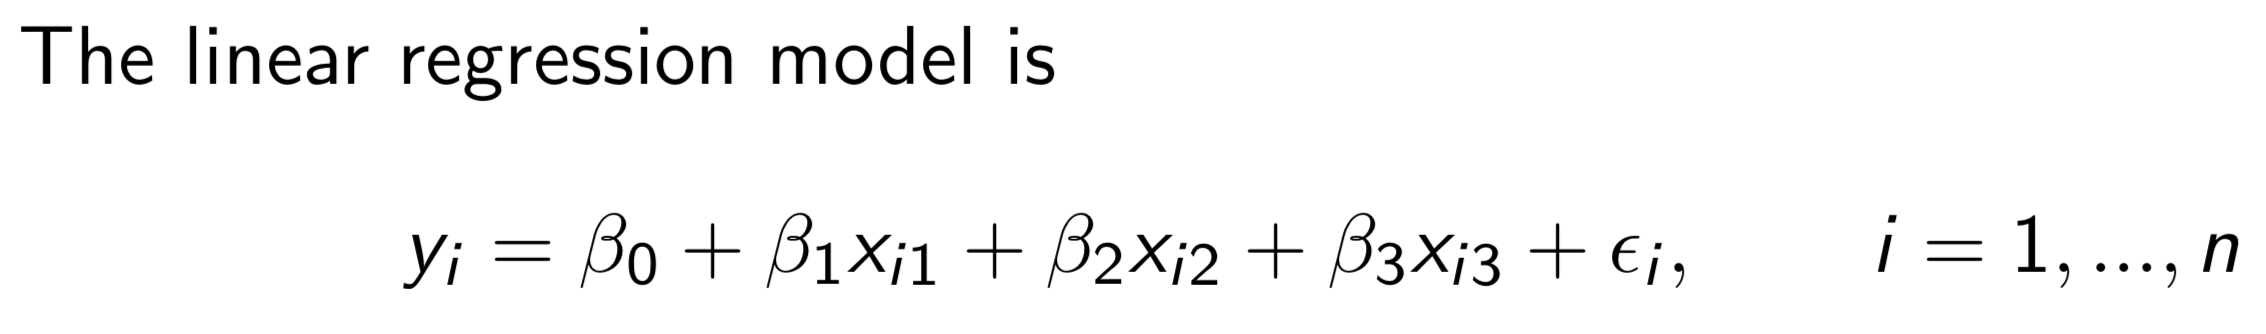 The linear regression model is
yᵢ = β₀ + β₁xᵢ₁ + β₂xᵢ₂ + β₃xᵢ₃ + ϵᵢ, i = 1, ..., n